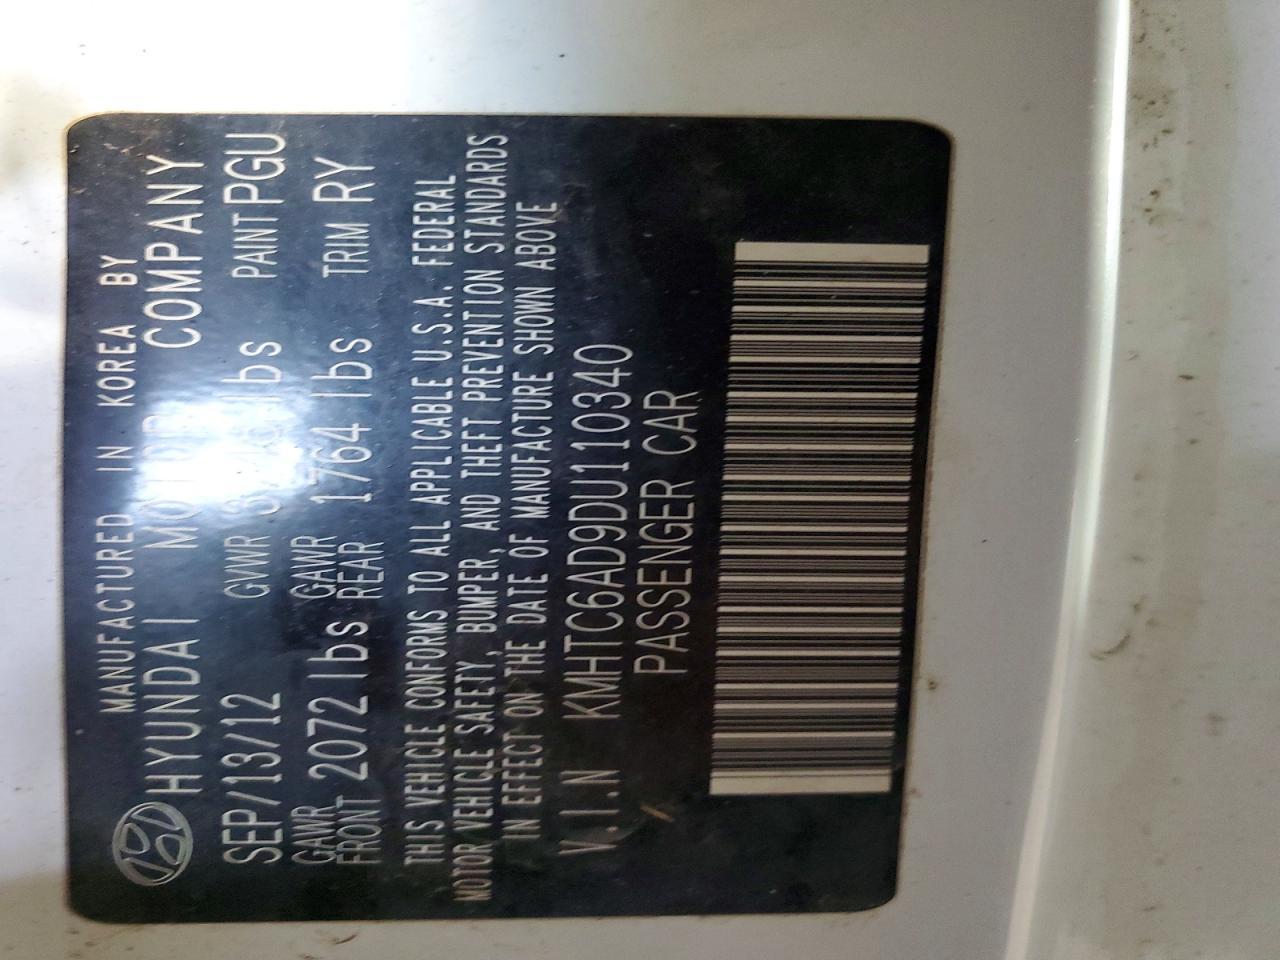 MANUFACTURED IN KOREA BY
HYUNDAI MOTOR COMPANY
SEP/13/12 GVWR lbs PAINT PGU
GAWR FRONT 2072 lbs GAWR REAR 1764 lbs TRIM RY
THIS VEHICLE CONFORMS TO ALL APPLICABLE U.S.A. FEDERAL
MOTOR VEHICLE SAFETY, BUMPER, AND THEFT PREVENTION STANDARDS
IN EFFECT ON THE DATE OF MANUFACTURE SHOWN ABOVE
V.I.N KMHTC6AD9DU110340
PASSENGER CAR